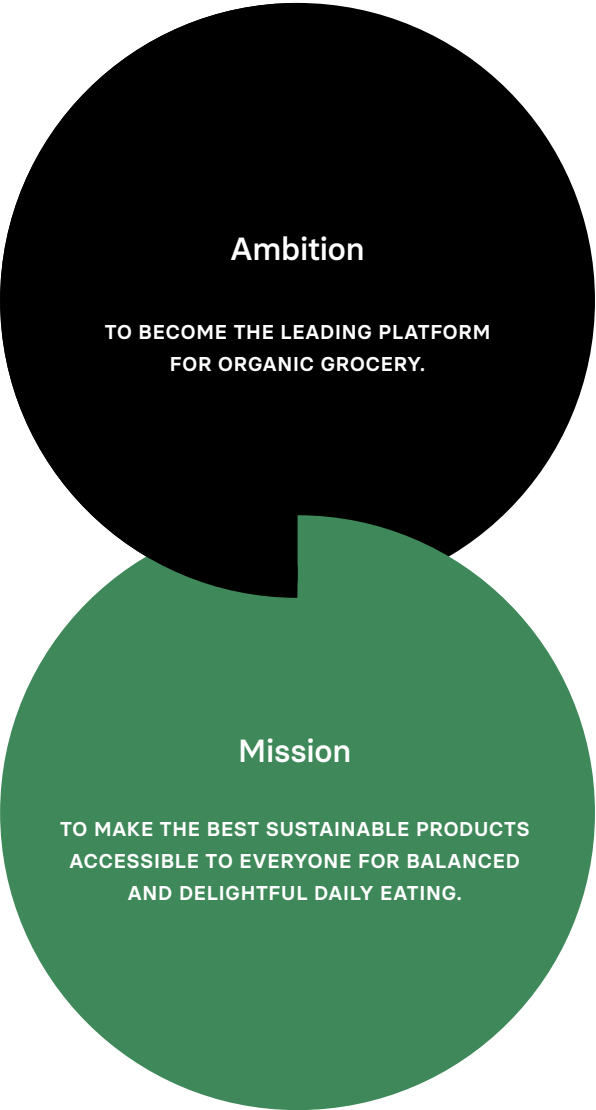 Ambition
TO BECOME THE LEADING PLATFORM
FOR ORGANIC GROCERY.
Mission
TO MAKE THE BEST SUSTAINABLE PRODUCTS
ACCESSIBLE TO EVERYONE FOR BALANCED
AND DELIGHTFUL DAILY EATING.